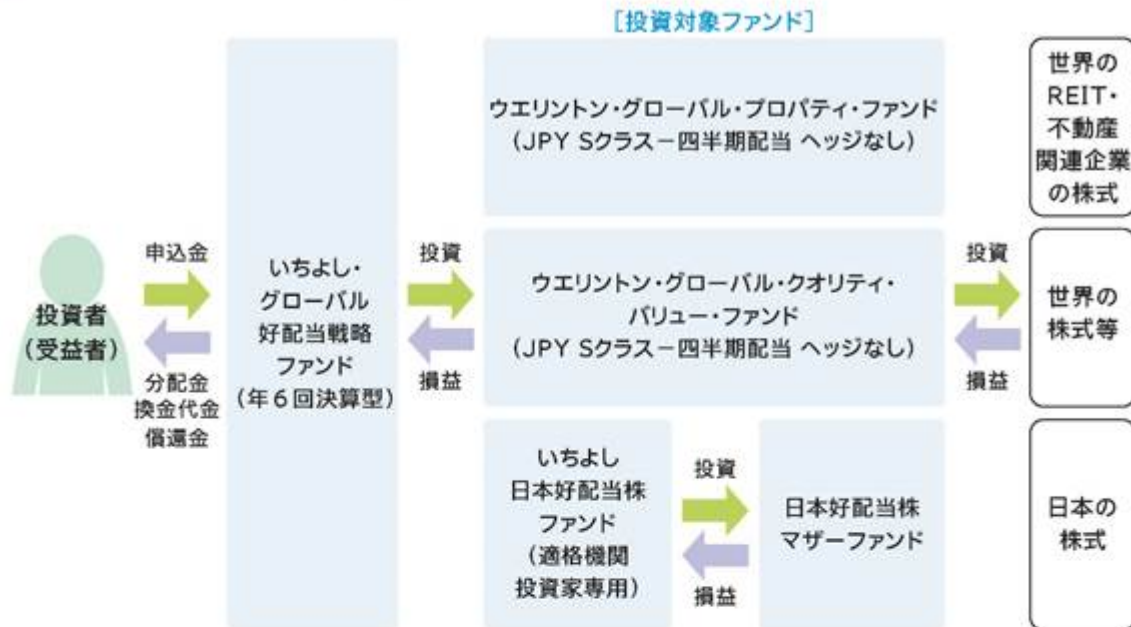 ［投資対象ファンド］
ウエリントン・グローバル・プロパティ・ファンド
（JPY Sクラス－四半期配当 ヘッジなし）
世界の
REIT・
不動産
関連企業
の株式
投資者
（受益者）
申込金
分配金
換金代金
償還金
いちよし・
グローバル
好配当戦略
ファンド
（年６回決算型）
投資
損益
ウエリントン・グローバル・クオリティ・
バリュー・ファンド
（JPY Sクラス－四半期配当 ヘッジなし）
投資
損益
世界の
株式等
いちよし
日本好配当株
ファンド
（適格機関
投資家専用）
投資
損益
日本好配当株
マザーファンド
日本の
株式